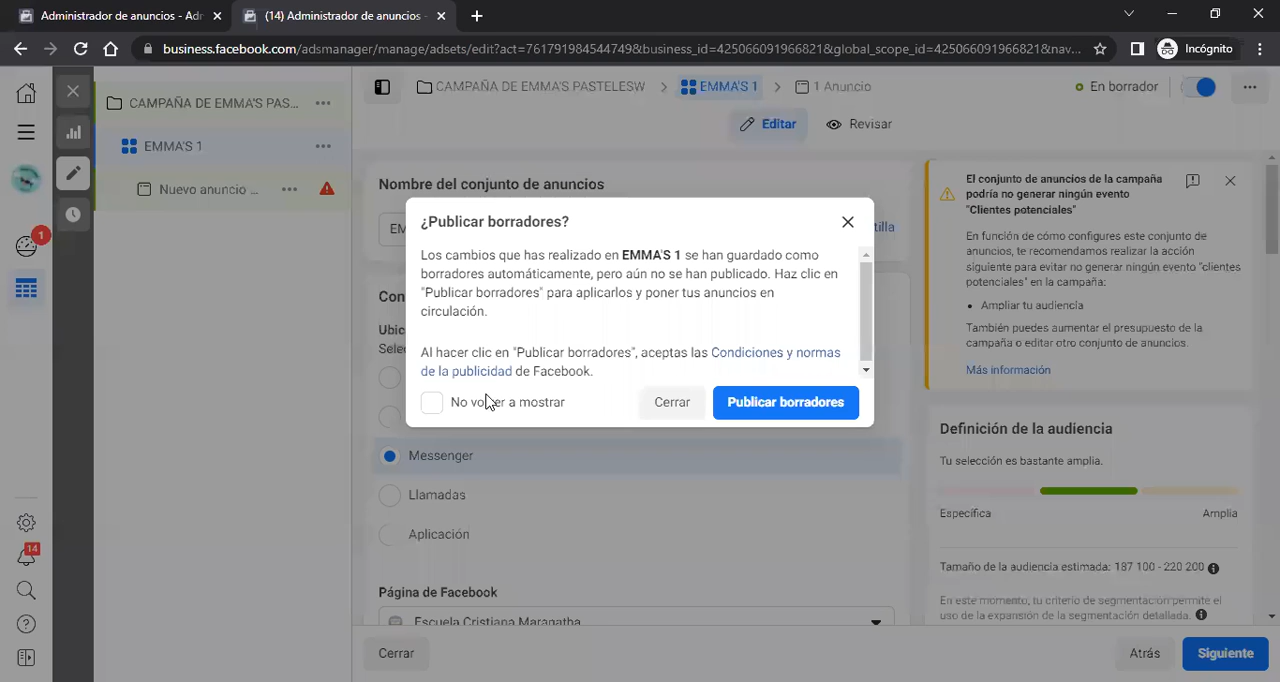 Administrador de anuncios - Adr
(14) Administrador de anuncios -
business.facebook.com/adsmanager/manage/adsets/edit?act=761791984544749&business_id=425066091966821&global_scope_id=425066091966821&nav...
Incógnito
CAMPAÑA DE EMMA'S PAS...
EMMA'S 1
Nuevo anuncio ...
1
14
CAMPAÑA DE EMMA'S PASTELESW
EMMA'S 1
1 Anuncio
En borrador
Editar
Revisar
Nombre del conjunto de anuncios
EM
tilla
Con
Ubic
Selec
¿Publicar borradores?
Los cambios que has realizado en EMMA'S 1 se han guardado como
borradores automáticamente, pero aún no se han publicado. Haz clic en
"Publicar borradores" para aplicarlos y poner tus anuncios en
circulación.
Al hacer clic en "Publicar borradores", aceptas las Condiciones y normas
de la publicidad de Facebook.
No volver a mostrar
Cerrar
Publicar borradores
Messenger
Llamadas
Aplicación
Página de Facebook
Escuela Cristiana Maranatha
Cerrar
Atrás
Siguiente
El conjunto de anuncios de la campaña
podría no generar ningún evento
"Clientes potenciales"
En función de cómo configures este conjunto de
anuncios, te recomendamos realizar la acción
siguiente para evitar no generar ningún evento "clientes
potenciales" en la campaña:
• Ampliar tu audiencia
También puedes aumentar el presupuesto de la
campaña o editar otro conjunto de anuncios.
Más información
Definición de la audiencia
Tu selección es bastante amplia.
Específica
Amplia
Tamaño de la audiencia estimada: 187 100 - 220 200
En este momento, tu criterio de segmentación permite el
uso de la expansión de la segmentación detallada.